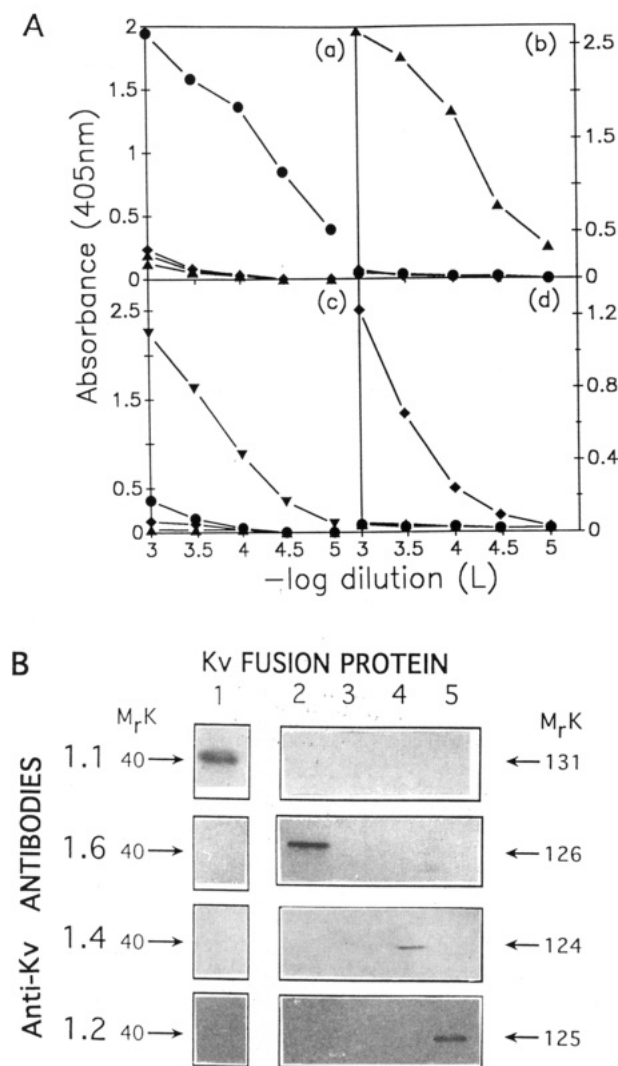 A
2 (a) (b) 2.5
1.5
1 1.5
0.5 0.5
0 0
(c) (d)
2.5 1.2
1.5 0.8
0.4
0.5
0 0
3 3.5 4 4.5 5 3 3.5 4 4.5 5
Absorbance (405nm)
−log dilution (L)
B Kv FUSION PROTEIN
1 2 3 4 5
MrK MrK
1.1 40 131
1.6 40 126
1.4 40 124
1.2 40 125
Anti-Kv ANTIBODIES